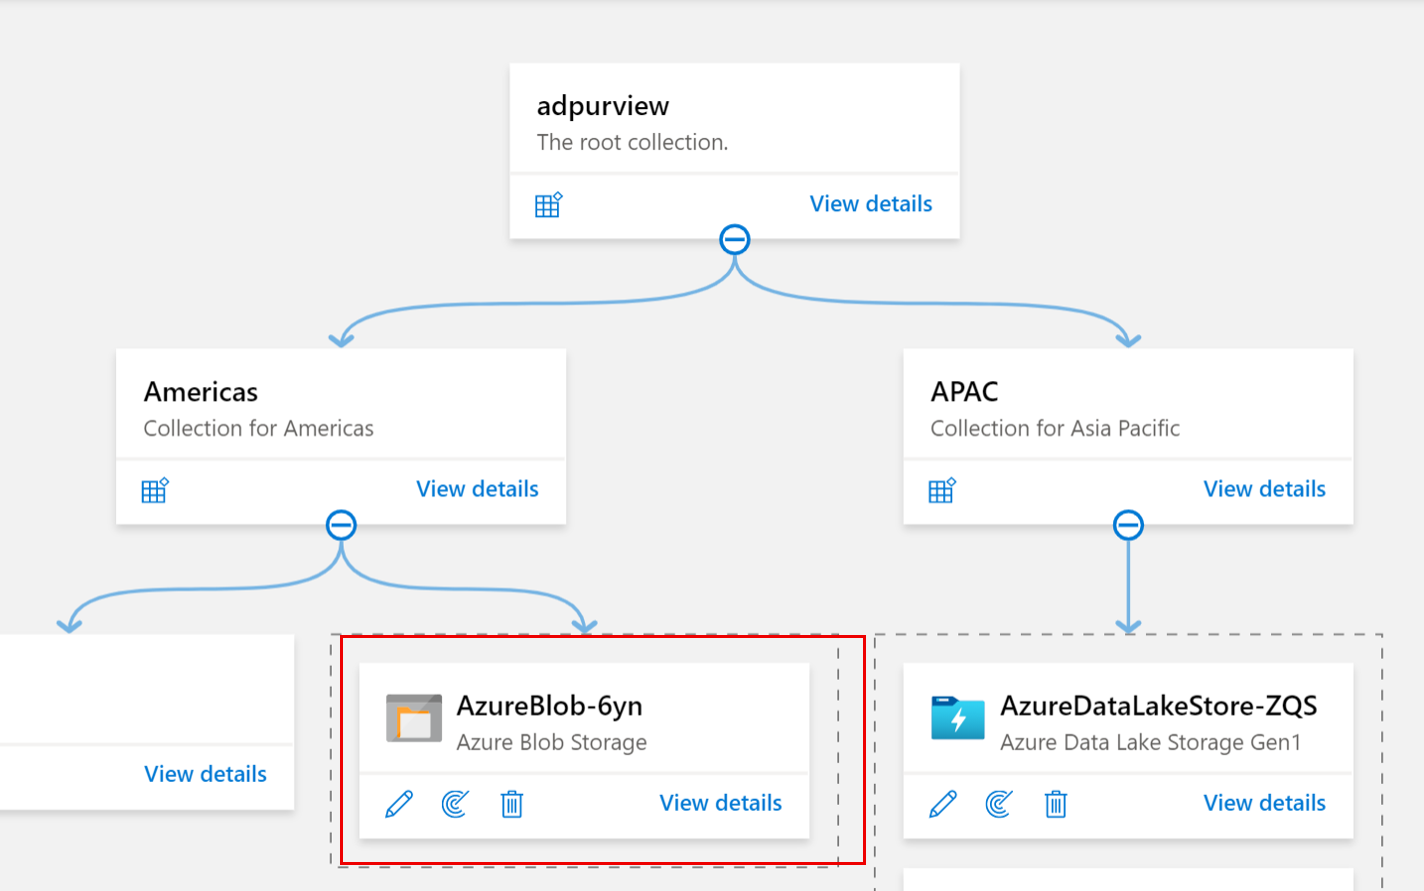 adpurview
The root collection.
View details
Americas
Collection for Americas
View details
APAC
Collection for Asia Pacific
View details
View details
AzureBlob-6yn
Azure Blob Storage
View details
AzureDataLakeStore-ZQS
Azure Data Lake Storage Gen1
View details